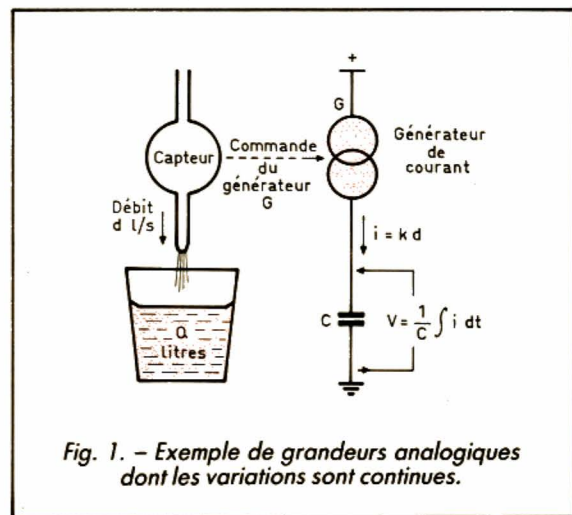 +
G
Capteur
Commande
du
générateur
G
Générateur
de
courant
Débit
d l/s
i = k d
Q
litres
C
V = 1/C ∫ i dt
Fig. 1. – Exemple de grandeurs analogiques
dont les variations sont continues.